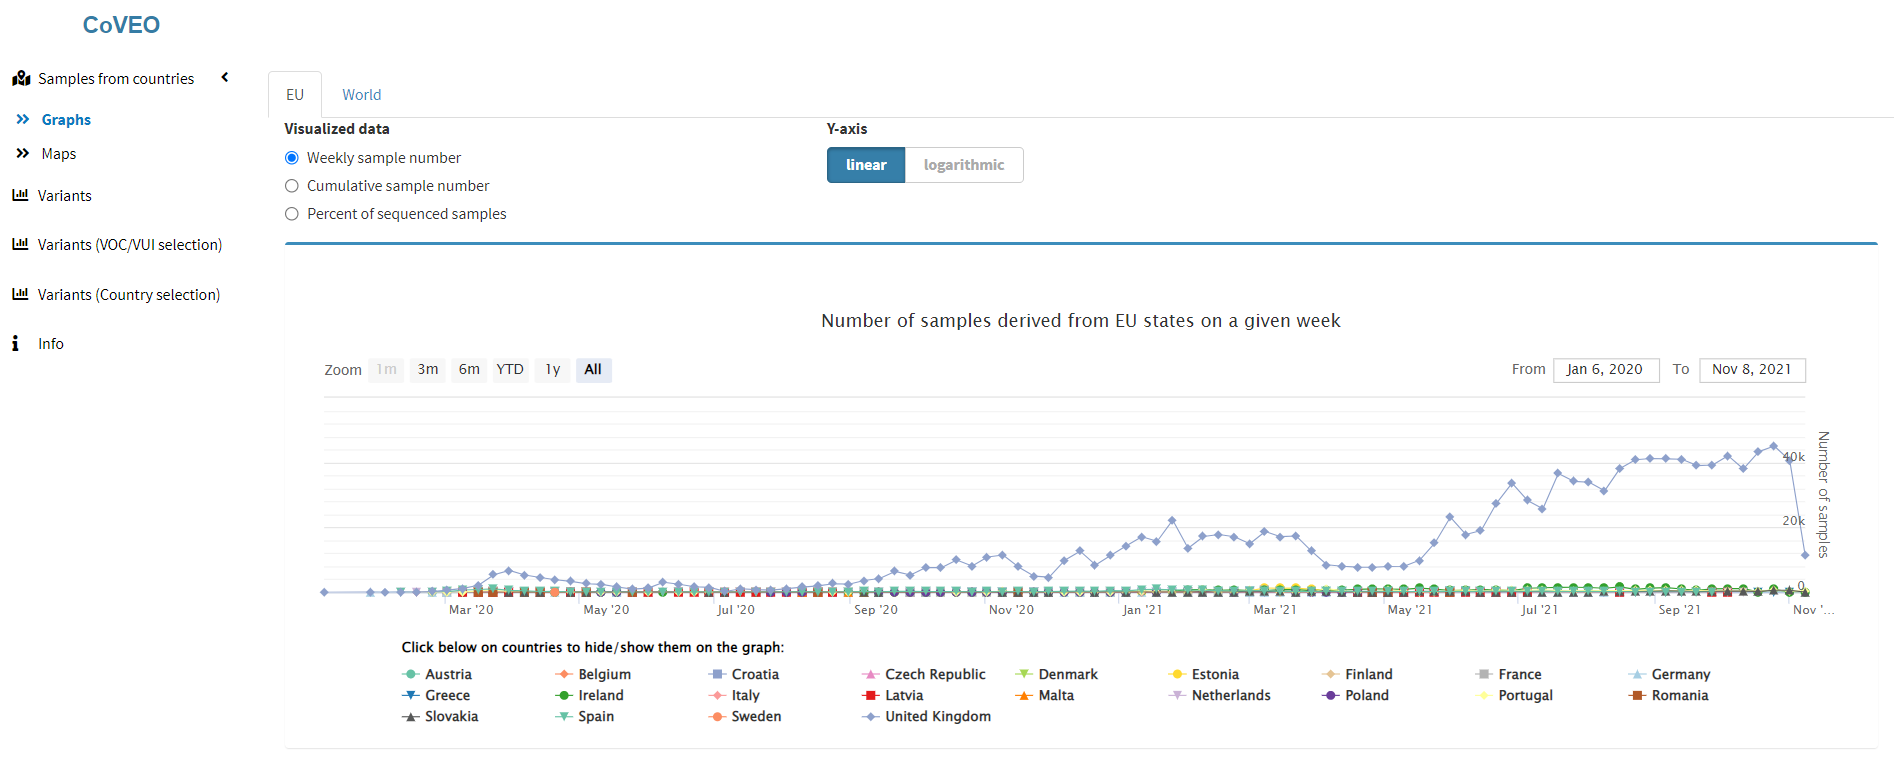 CoVEO
Samples from countries
Graphs
Maps
Variants
Variants (VOC/VUI selection)
Variants (Country selection)
Info
EU World
Visualized data
Weekly sample number
Cumulative sample number
Percent of sequenced samples
Y-axis
linear logarithmic
Number of samples derived from EU states on a given week
Zoom 1m 3m 6m YTD 1y All
From Jan 6, 2020 To Nov 8, 2021
40k
20k
0
Number of samples
Mar '20 May '20 Jul '20 Sep '20 Nov '20 Jan '21 Mar '21 May '21 Jul '21 Sep '21 Nov '...
Click below on countries to hide/show them on the graph:
Austria Belgium Croatia Czech Republic Denmark Estonia Finland France Germany
Greece Ireland Italy Latvia Malta Netherlands Poland Portugal Romania
Slovakia Spain Sweden United Kingdom